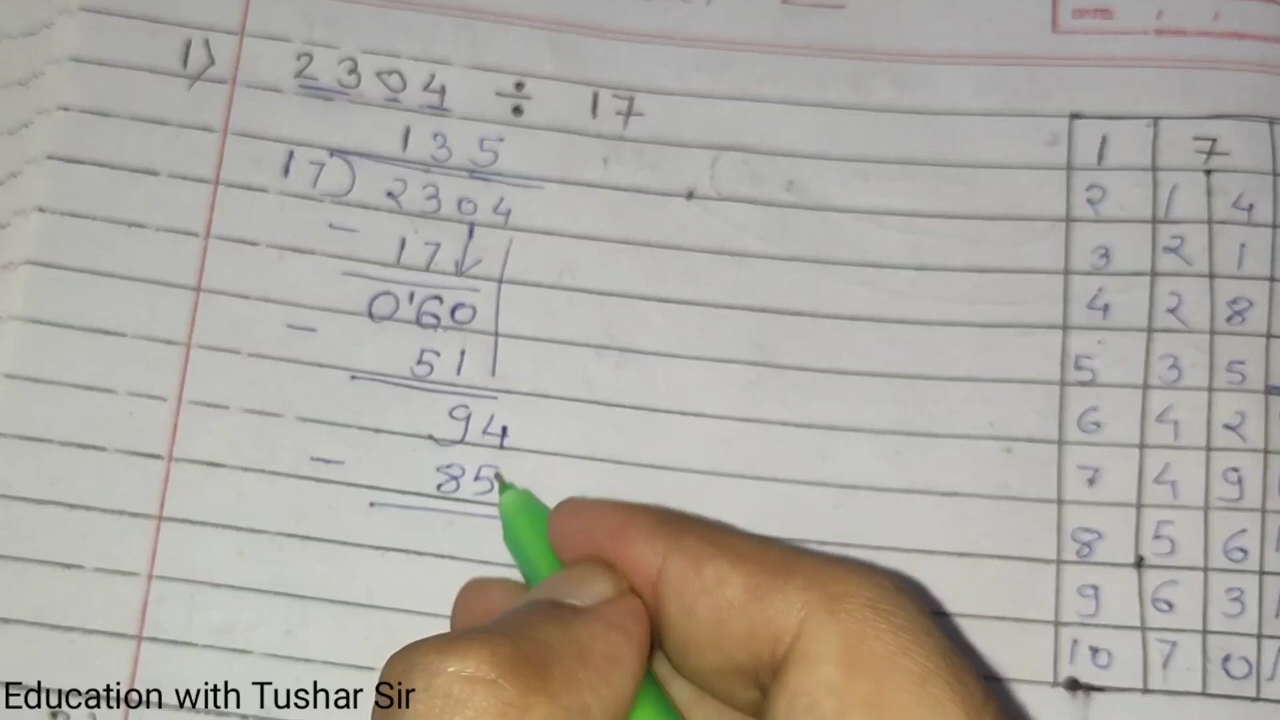 1) 2304 ÷ 17
135
17) 2304
- 17
0'60
- 51
94
- 85
1 7
2 1 4
3 2 1
4 2 8
5 3 5
6 4 2
7 4 9
8 5 6
9 6 3
10 7 0
Education with Tushar Sir